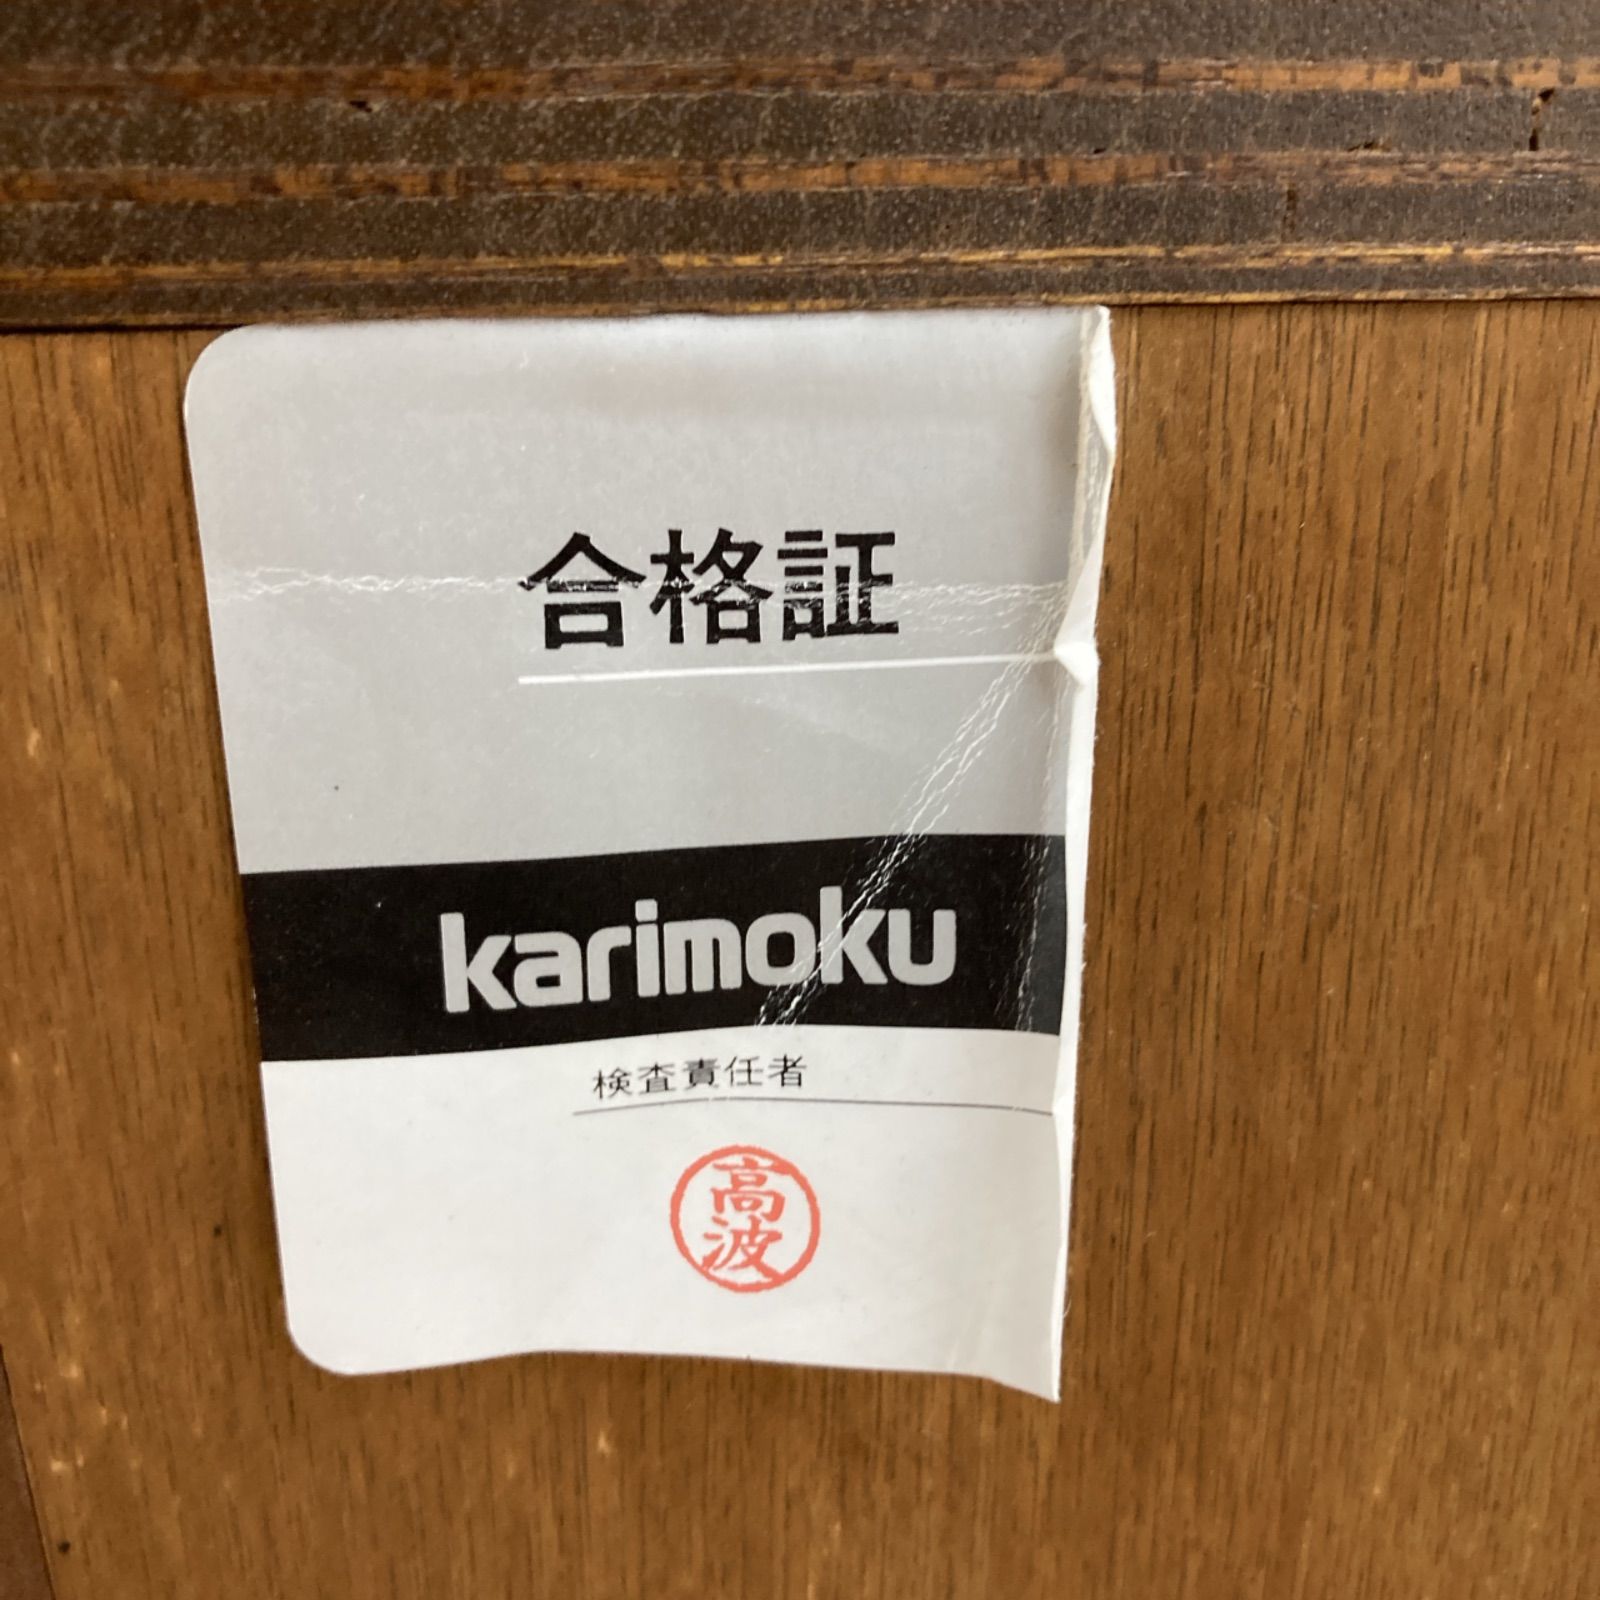 合格証
karimoku
検査責任者
高波